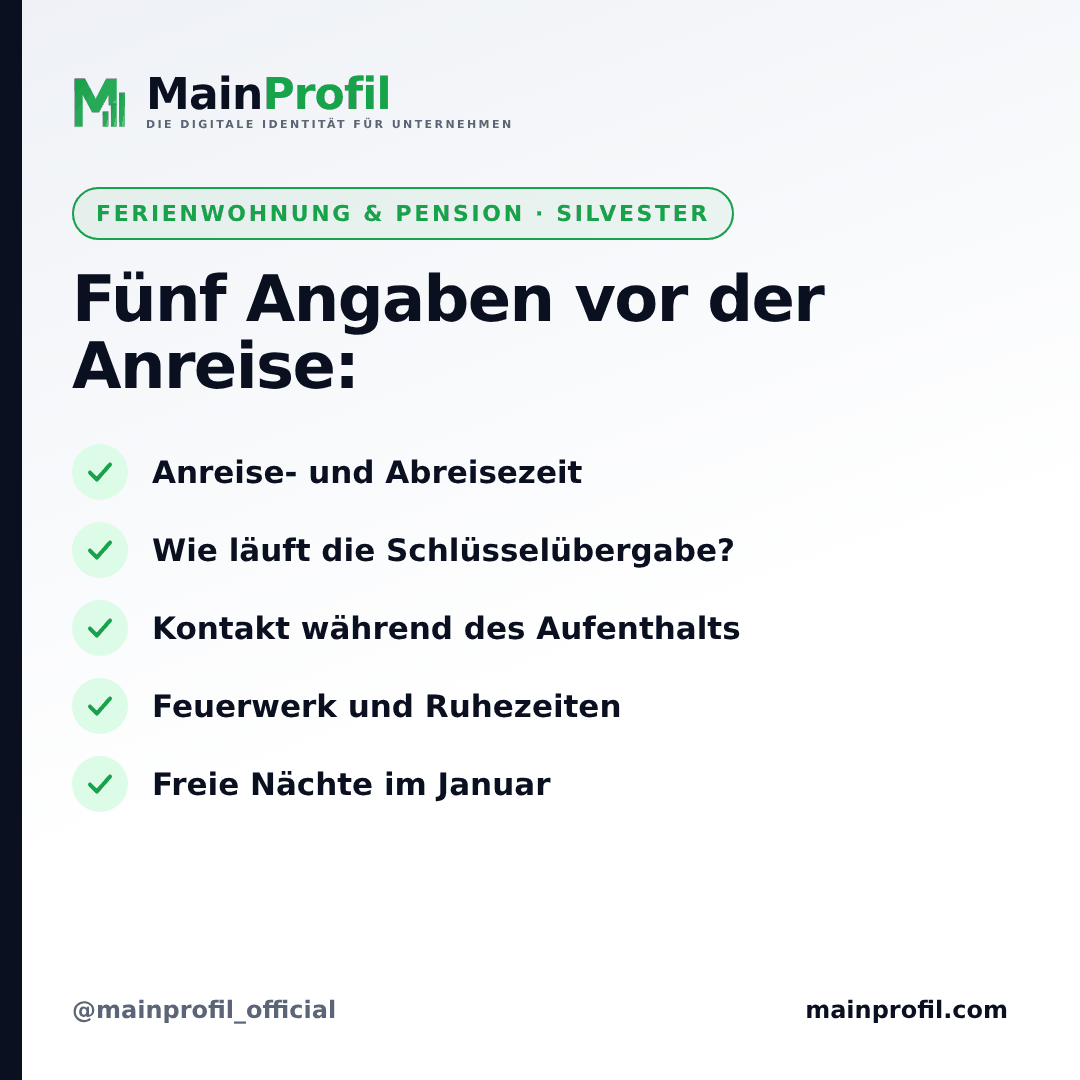 MainProfil
DIE DIGITALE IDENTITÄT FÜR UNTERNEHMEN
FERIENWOHNUNG & PENSION · SILVESTER
Fünf Angaben vor der
Anreise:
Anreise- und Abreisezeit
Wie läuft die Schlüsselübergabe?
Kontakt während des Aufenthalts
Feuerwerk und Ruhezeiten
Freie Nächte im Januar
@mainprofil_official
mainprofil.com